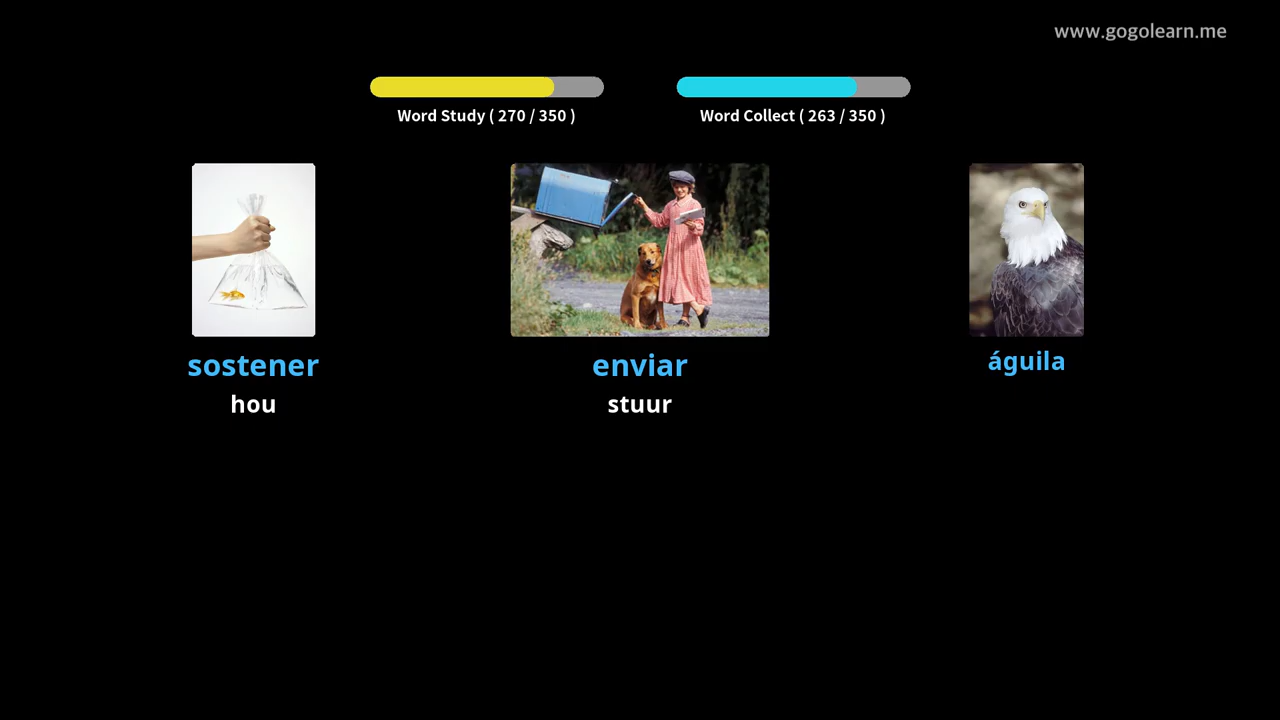 www.gogolearn.me
Word Study ( 270 / 350 )
Word Collect ( 263 / 350 )
sostener
hou
enviar
stuur
águila